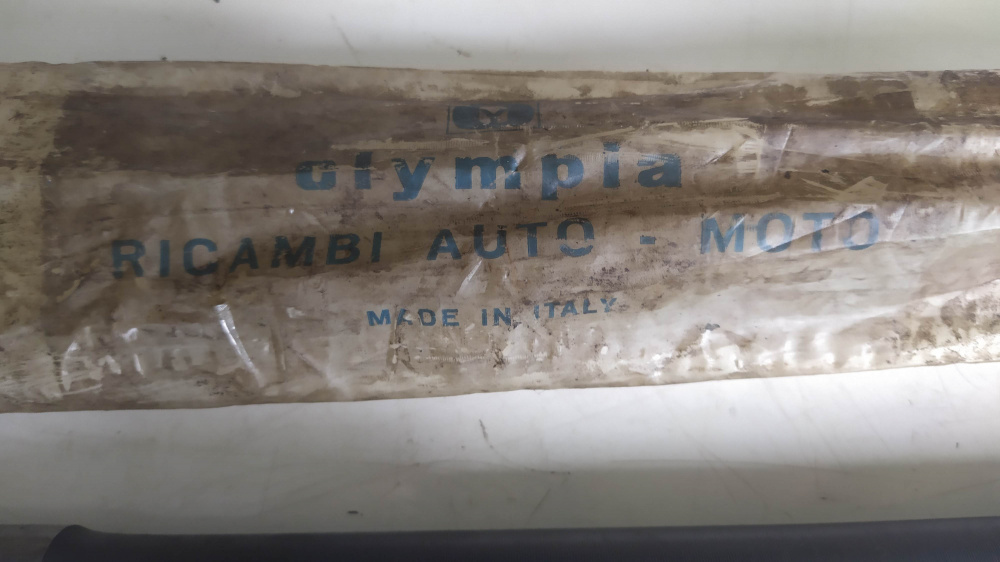 olympia
RICAMBI AUTO - MOTO
MADE IN ITALY